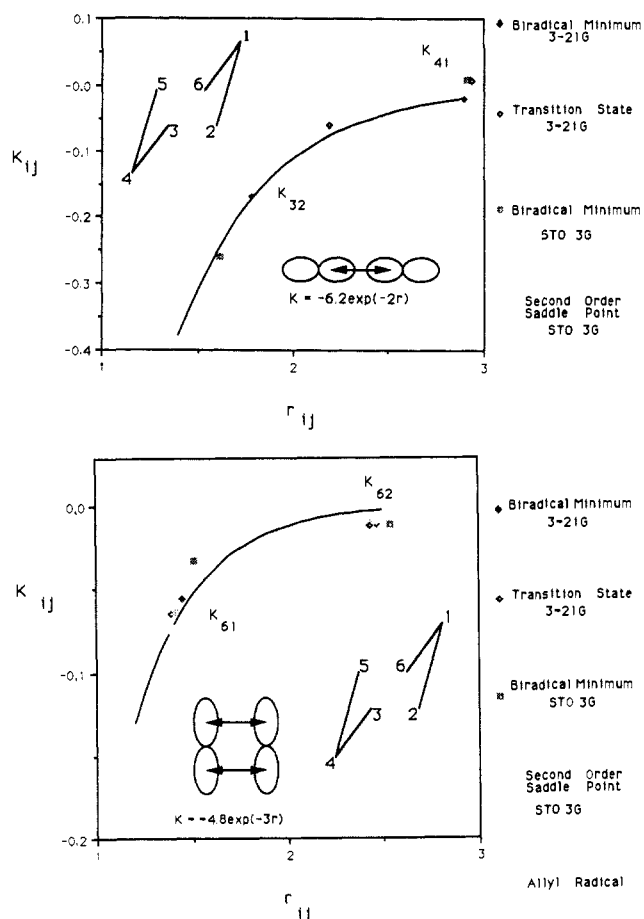 0.1
-0.0
-0.1
-0.2
-0.3
-0.4
K ij
1
2
3
r ij
1
6
5
3
2
4
K 41
K 32
K = -6.2exp(-2r)
Biradical Minimum
3-21G
Transition State
3-21G
Biradical Minimum
STO 3G
Second Order
Saddle Point
STO 3G
0.0
-0.1
-0.2
K ij
1
2
3
r ij
K 62
K 61
1
5
6
3
2
4
K = -4.8exp(-3r)
Biradical Minimum
3-21G
Transition State
3-21G
Biradical Minimum
STO 3G
Second Order
Saddle Point
STO 3G
Allyl Radical